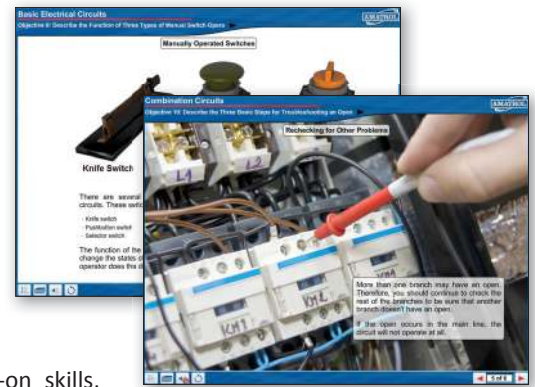 Basic Electrical Circuits
AMATROL
Objective 6: Describe the Function of Three Types of Manual Switch Opera
Manually Operated Switches
Knife Switch
There are several
circuits. These switc
· Knife switch
· Pushbutton switch
· Selector switch
The function of the
change the states o
operator does this d
Combination Circuits
AMATROL
Objective 10: Describe the Three Basic Steps for Troubleshooting an Open
Rechecking for Other Problems
L1
L2
KM1
KM2
More than one branch may have an open.
Therefore, you should continue to check the
rest of the branches to be sure that another
branch doesn't have an open.
If the open occurs in the main line, the
circuit will not operate at all.
5 of 6
-on skills.